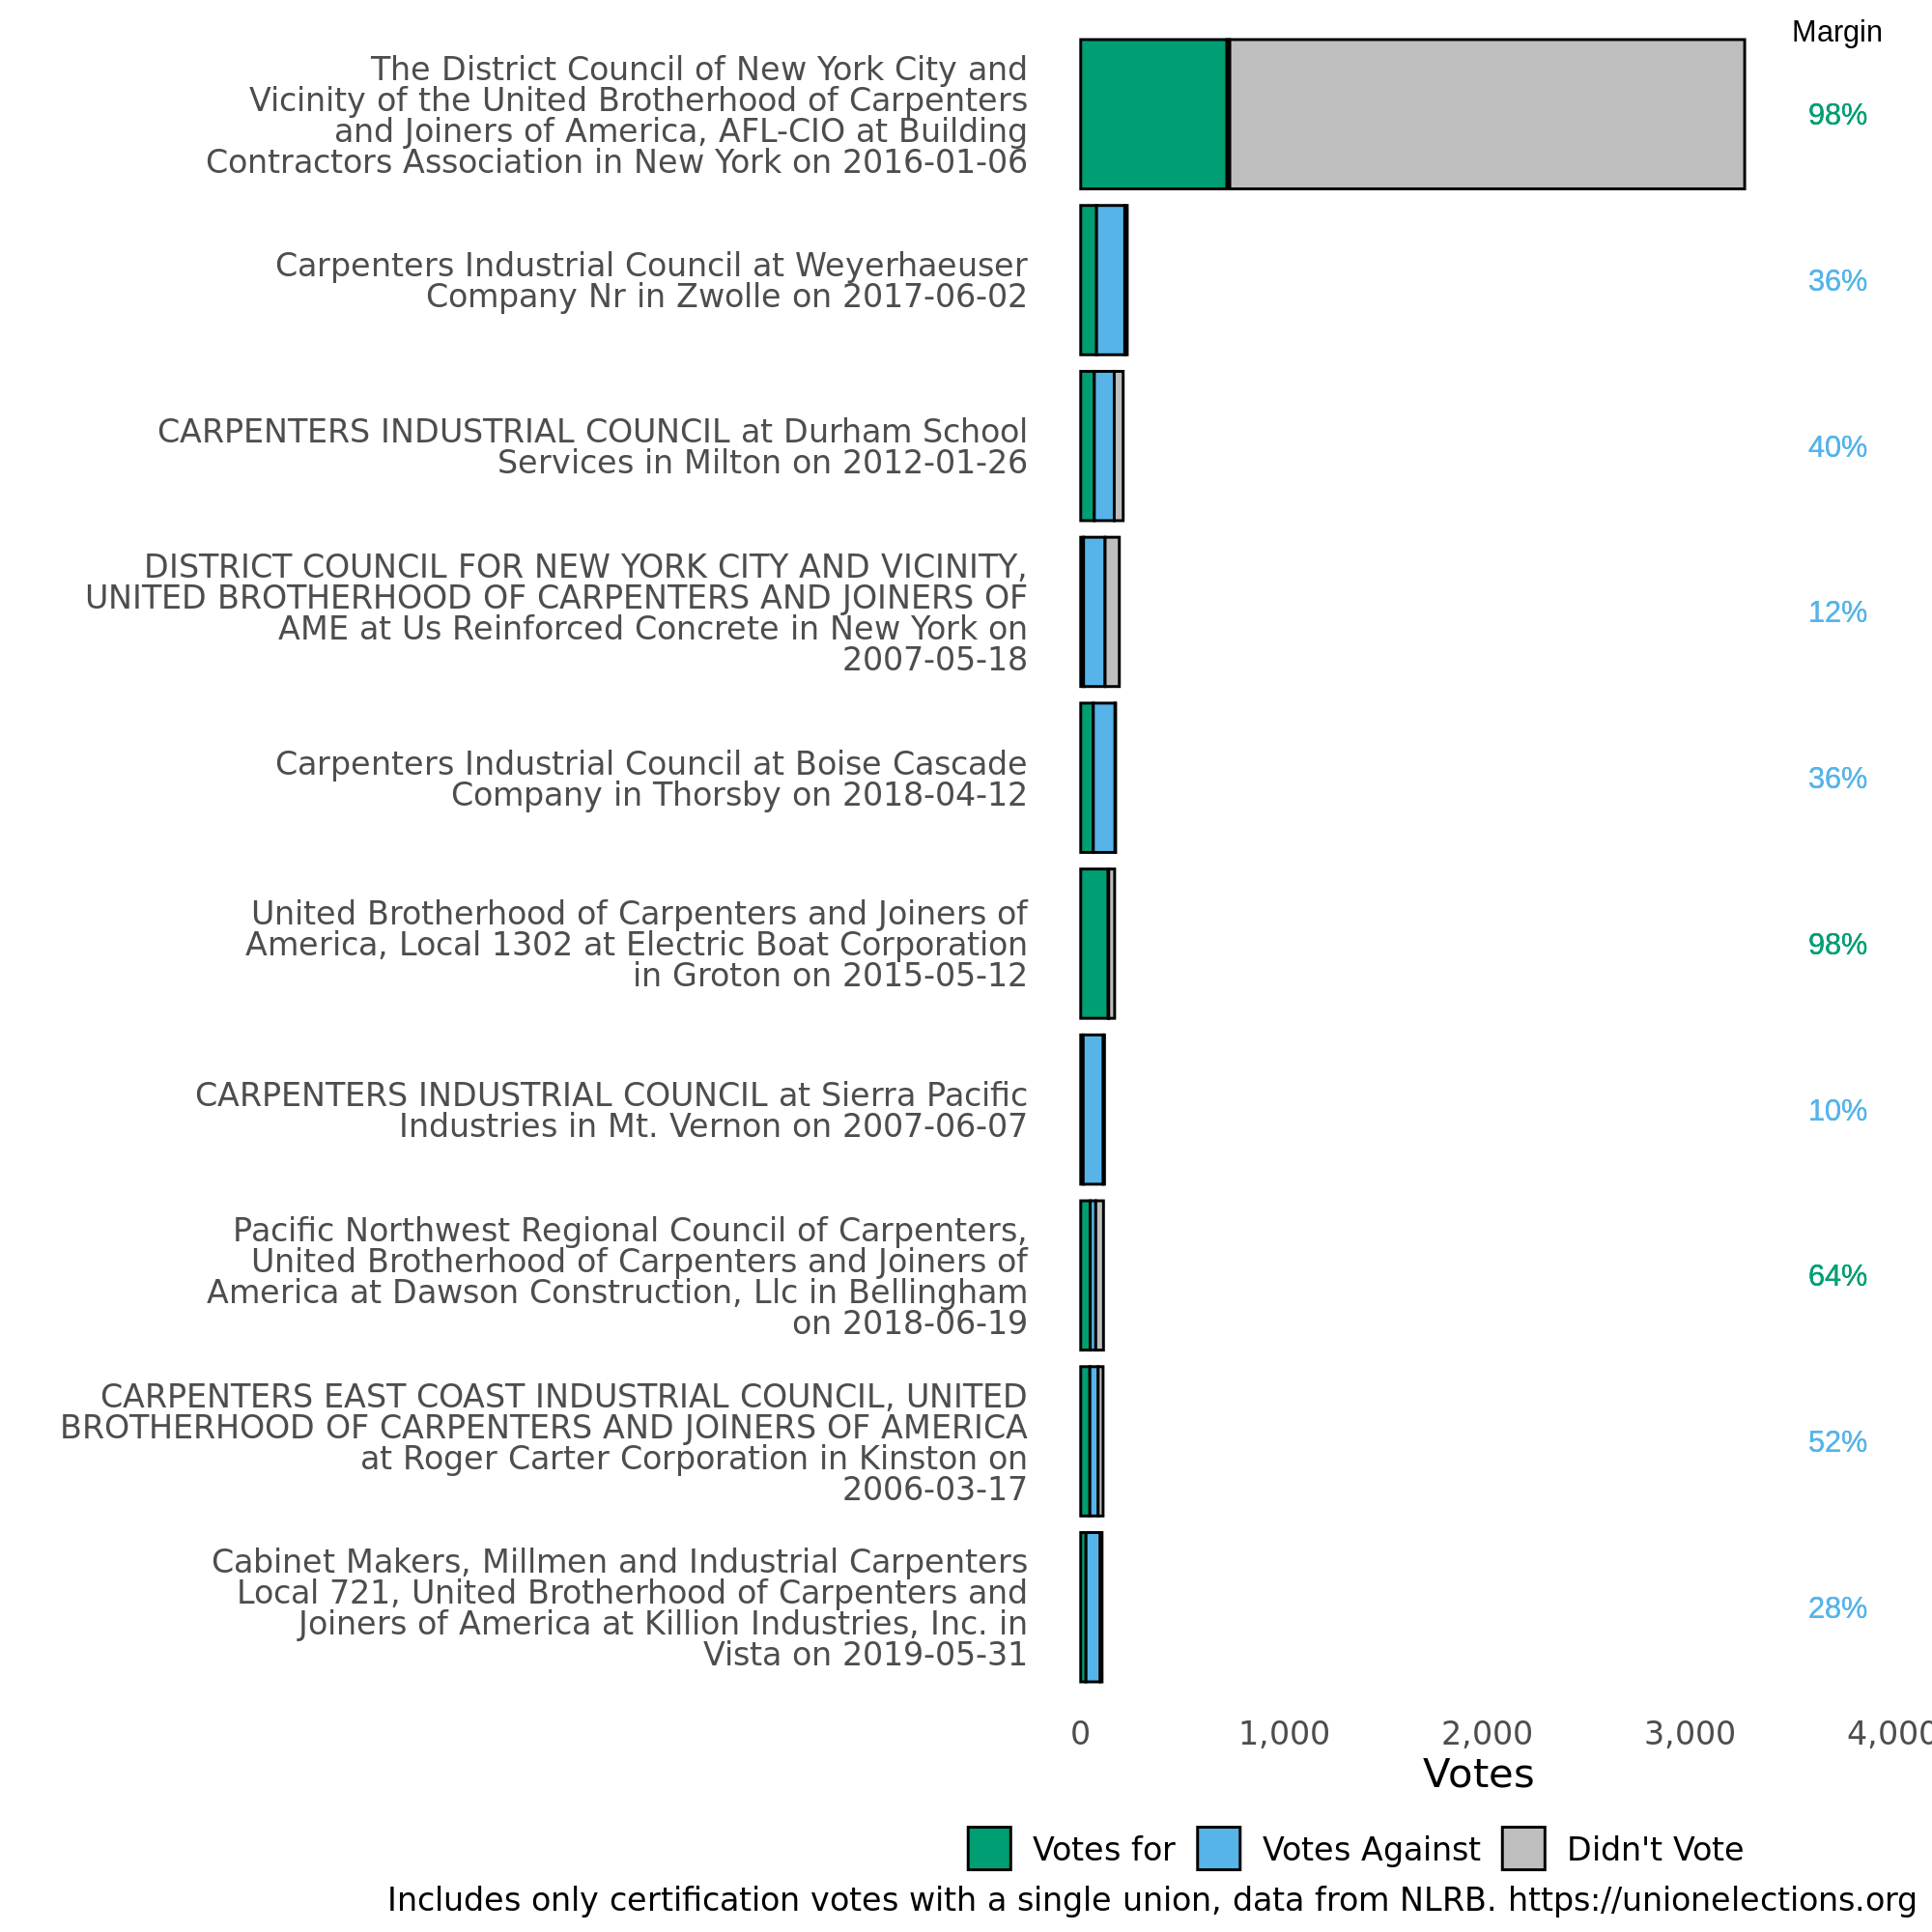 Margin
The District Council of New York City and
Vicinity of the United Brotherhood of Carpenters
and Joiners of America, AFL-CIO at Building
Contractors Association in New York on 2016-01-06
98%
Carpenters Industrial Council at Weyerhaeuser
Company Nr in Zwolle on 2017-06-02
36%
CARPENTERS INDUSTRIAL COUNCIL at Durham School
Services in Milton on 2012-01-26
40%
DISTRICT COUNCIL FOR NEW YORK CITY AND VICINITY,
UNITED BROTHERHOOD OF CARPENTERS AND JOINERS OF
AME at Us Reinforced Concrete in New York on
2007-05-18
12%
Carpenters Industrial Council at Boise Cascade
Company in Thorsby on 2018-04-12
36%
United Brotherhood of Carpenters and Joiners of
America, Local 1302 at Electric Boat Corporation
in Groton on 2015-05-12
98%
CARPENTERS INDUSTRIAL COUNCIL at Sierra Pacific
Industries in Mt. Vernon on 2007-06-07
10%
Pacific Northwest Regional Council of Carpenters,
United Brotherhood of Carpenters and Joiners of
America at Dawson Construction, Llc in Bellingham
on 2018-06-19
64%
CARPENTERS EAST COAST INDUSTRIAL COUNCIL, UNITED
BROTHERHOOD OF CARPENTERS AND JOINERS OF AMERICA
at Roger Carter Corporation in Kinston on
2006-03-17
52%
Cabinet Makers, Millmen and Industrial Carpenters
Local 721, United Brotherhood of Carpenters and
Joiners of America at Killion Industries, Inc. in
Vista on 2019-05-31
28%
0 1,000 2,000 3,000 4,000
Votes
Votes for Votes Against Didn't Vote
Includes only certification votes with a single union, data from NLRB. https://unionelections.org